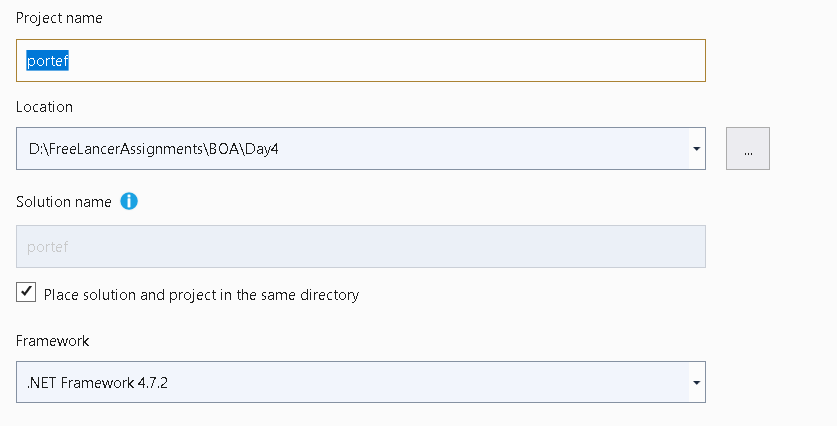 Project name
portef
Location
D:\FreeLancerAssignments\BOA\Day4
...
Solution name
portef
Place solution and project in the same directory
Framework
.NET Framework 4.7.2